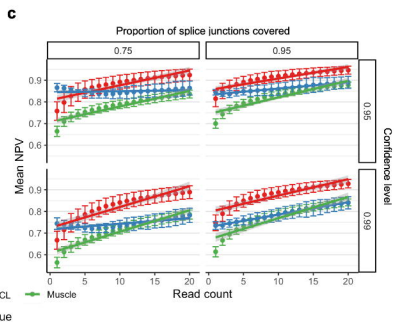 c
Proportion of splice junctions covered
0.75 0.95
Mean NPV
0.9
0.8
0.7
0.6
0.95
0.9
0.8
0.7
0.6
0.99
Confidence level
0 5 10 15 20 0 5 10 15 20
CL Muscle Read count
ue